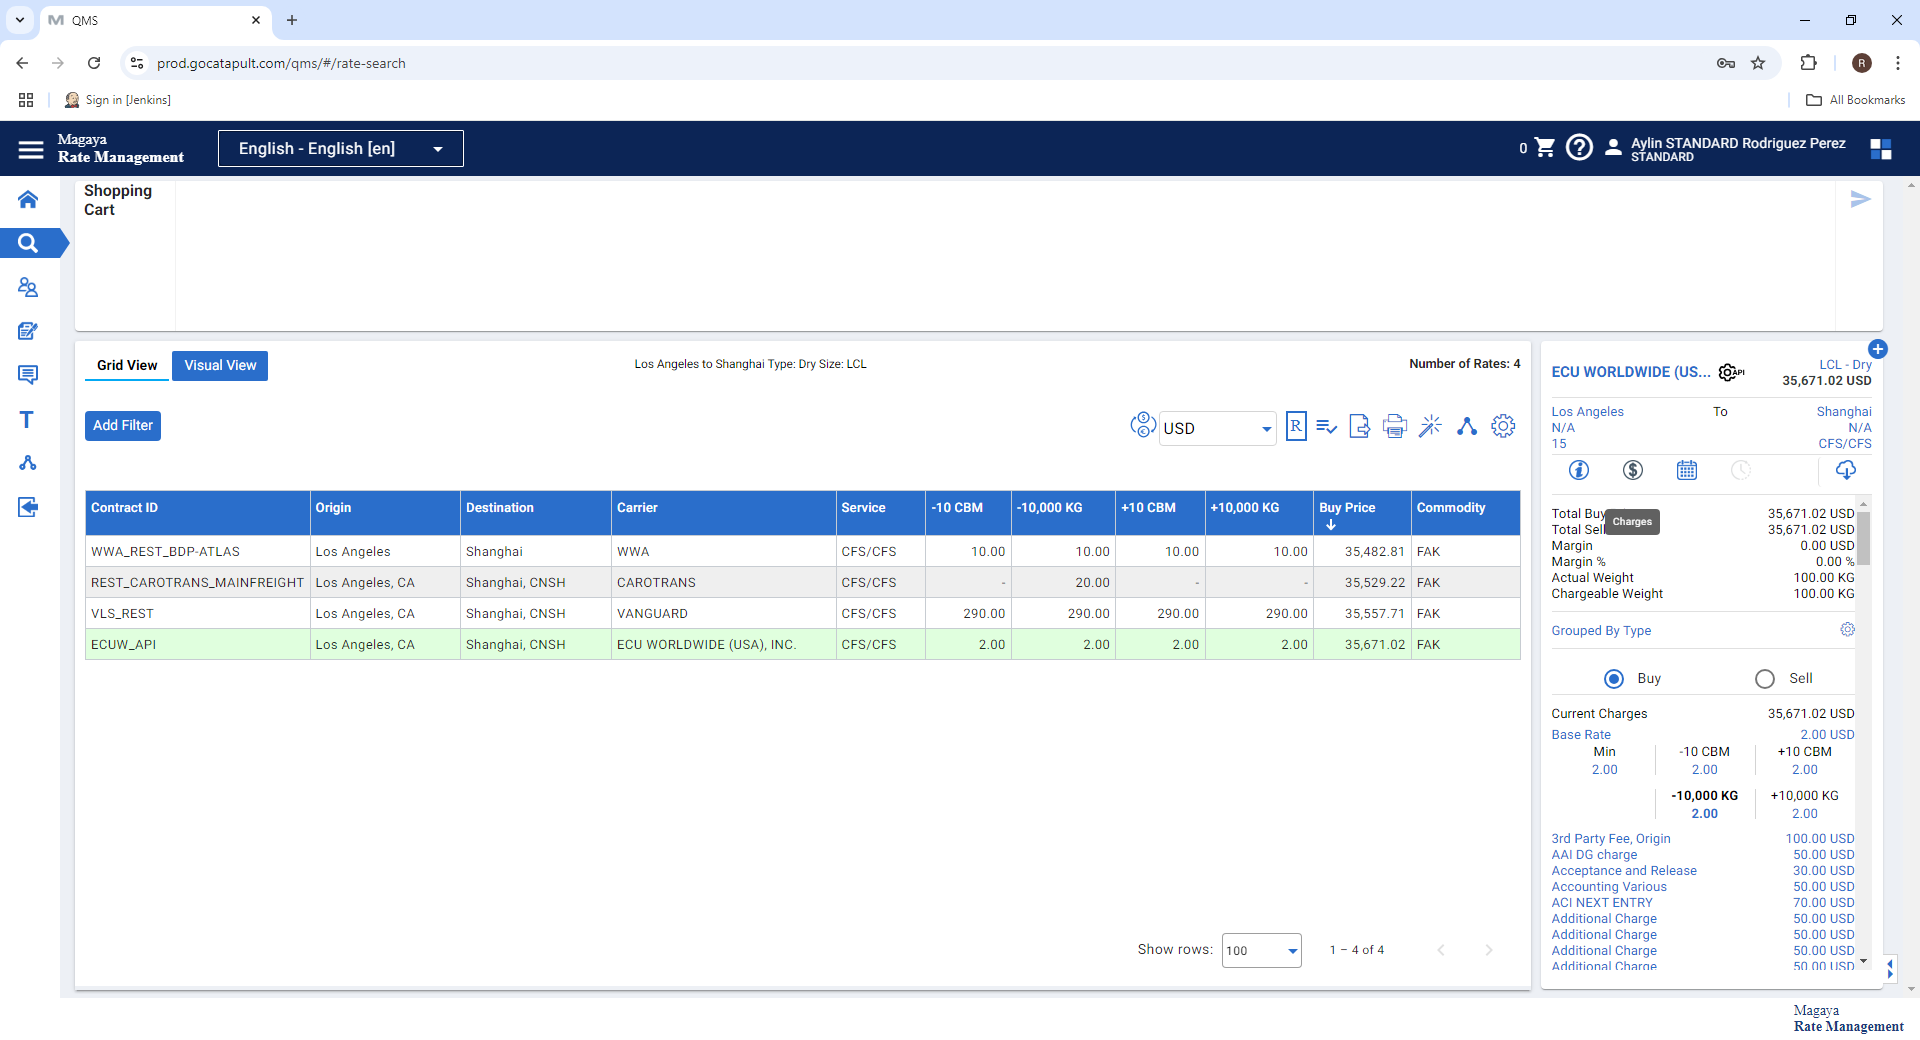 QMS
prod.gocatapult.com/qms/#/rate-search
R
Sign in [Jenkins]
All Bookmarks
Magaya
Rate Management
English - English [en]
0
Aylin STANDARD Rodriguez Perez
STANDARD
Shopping
Cart
Grid View
Visual View
Los Angeles to Shanghai Type: Dry Size: LCL
Number of Rates: 4
Add Filter
USD
R
Contract ID Origin Destination Carrier Service -10 CBM -10,000 KG +10 CBM +10,000 KG Buy Price Commodity
WWA_REST_BDP-ATLAS Los Angeles Shanghai WWA CFS/CFS 10.00 10.00 10.00 10.00 35,482.81 FAK
REST_CAROTRANS_MAINFREIGHT Los Angeles, CA Shanghai, CNSH CAROTRANS CFS/CFS - 20.00 - - 35,529.22 FAK
VLS_REST Los Angeles, CA Shanghai, CNSH VANGUARD CFS/CFS 290.00 290.00 290.00 290.00 35,557.71 FAK
ECUW_API Los Angeles, CA Shanghai, CNSH ECU WORLDWIDE (USA), INC. CFS/CFS 2.00 2.00 2.00 2.00 35,671.02 FAK
Show rows: 100 1 – 4 of 4
ECU WORLDWIDE (US... API LCL - Dry
35,671.02 USD
Los Angeles To Shanghai
N/A N/A
15 CFS/CFS
Total Buy 35,671.02 USD
Charges
Total Sell 35,671.02 USD
Margin 0.00 USD
Margin % 0.00 %
Actual Weight 100.00 KG
Chargeable Weight 100.00 KG
Grouped By Type
Buy Sell
Current Charges 35,671.02 USD
Base Rate 2.00 USD
Min -10 CBM +10 CBM
2.00 2.00 2.00
-10,000 KG +10,000 KG
2.00 2.00
3rd Party Fee, Origin 100.00 USD
AAI DG charge 50.00 USD
Acceptance and Release 30.00 USD
Accounting Various 50.00 USD
ACI NEXT ENTRY 70.00 USD
Additional Charge 50.00 USD
Additional Charge 50.00 USD
Additional Charge 50.00 USD
Additional Charge 50.00 USD
Magaya
Rate Management